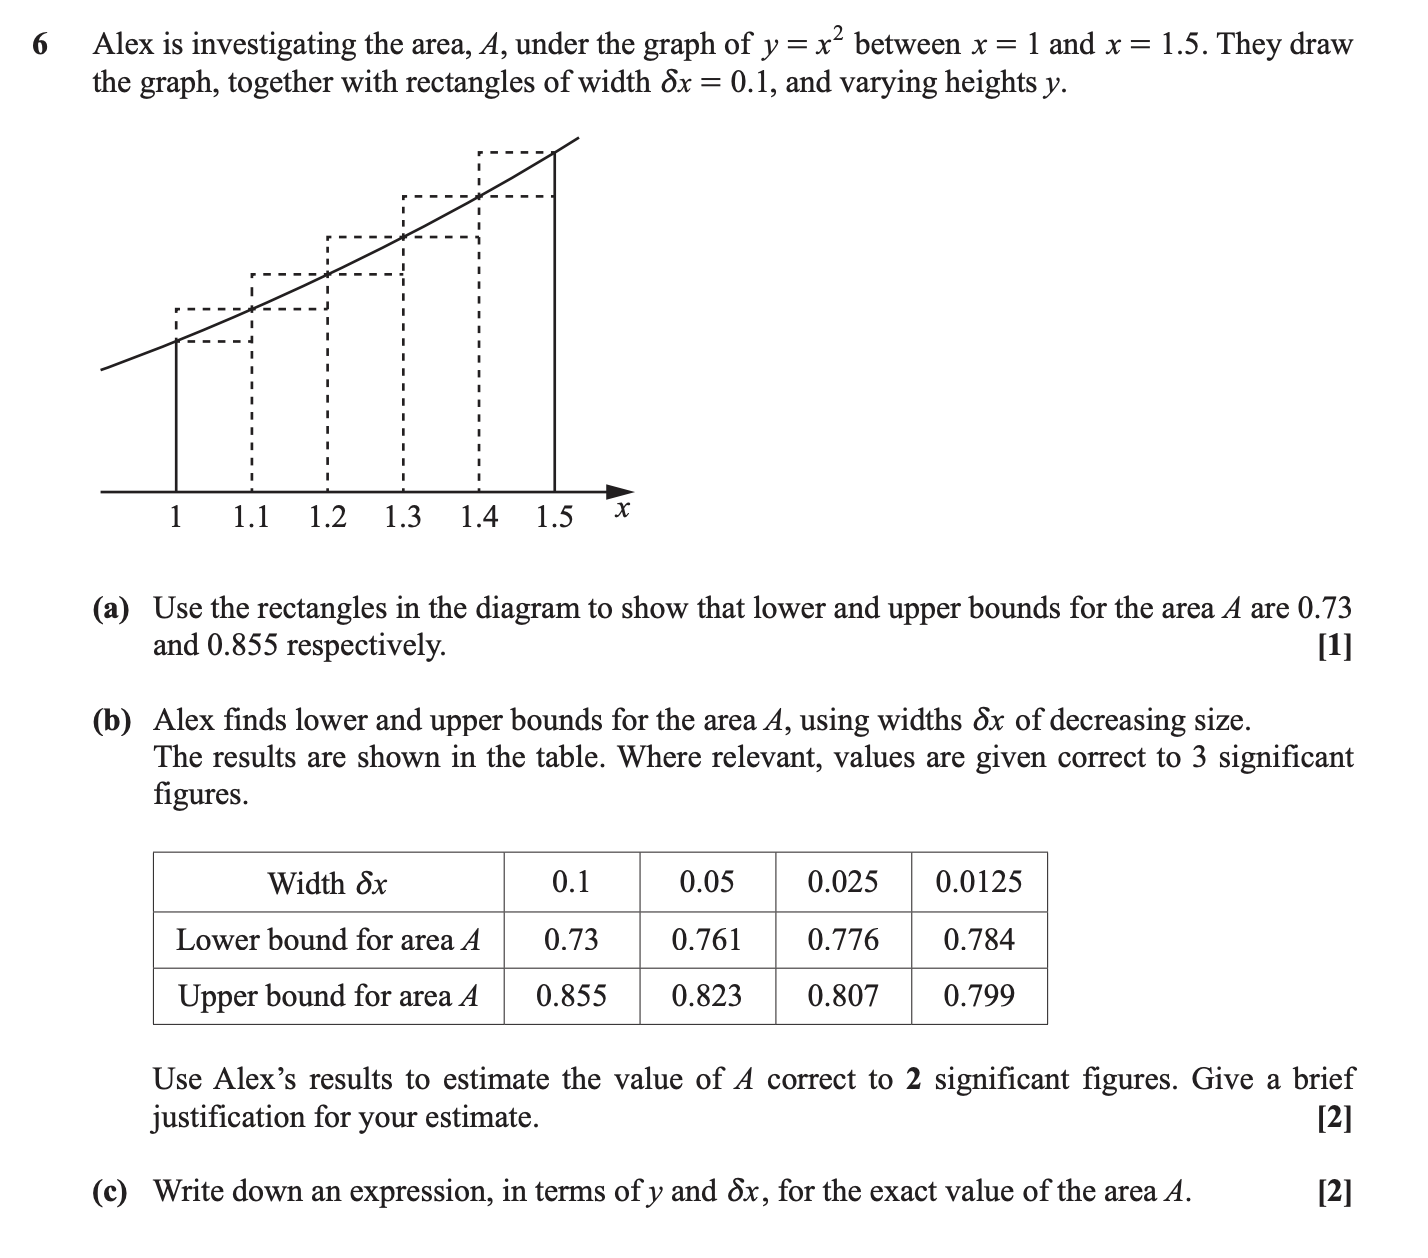 6 Alex is investigating the area, A, under the graph of y = x² between x = 1 and x = 1.5. They draw
the graph, together with rectangles of width δx = 0.1, and varying heights y.
1 1.1 1.2 1.3 1.4 1.5 x
(a) Use the rectangles in the diagram to show that lower and upper bounds for the area A are 0.73
and 0.855 respectively. [1]
(b) Alex finds lower and upper bounds for the area A, using widths δx of decreasing size.
The results are shown in the table. Where relevant, values are given correct to 3 significant
figures.
Width δx 0.1 0.05 0.025 0.0125
Lower bound for area A 0.73 0.761 0.776 0.784
Upper bound for area A 0.855 0.823 0.807 0.799
Use Alex’s results to estimate the value of A correct to 2 significant figures. Give a brief
justification for your estimate. [2]
(c) Write down an expression, in terms of y and δx, for the exact value of the area A. [2]